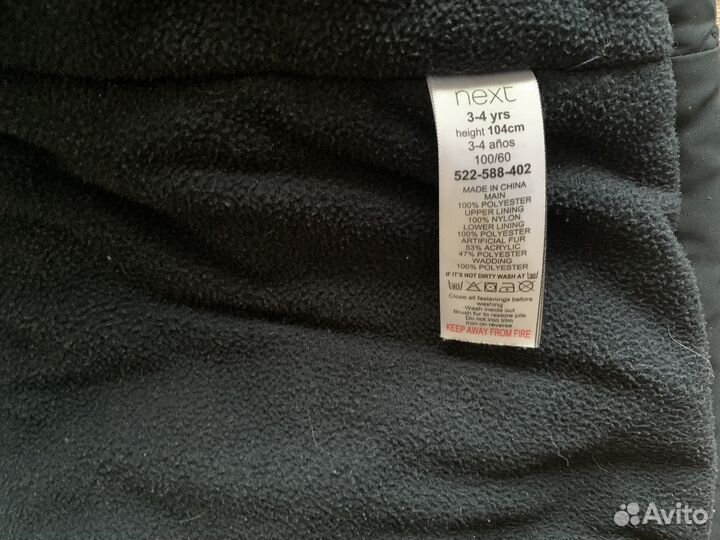 next
3-4 yrs
height 104cm
3-4 años
100/60
522-588-402
MADE IN CHINA
MAIN
100% POLYESTER
UPPER LINING
100% NYLON
LOWER LINING
100% POLYESTER
ARTIFICIAL FUR
53% ACRYLIC
47% POLYESTER
WADDING
100% POLYESTER
IF IT'S NOT DIRTY WASH AT 30
40
Close all fastenings before
washing
Wash inside out
Brush fur to restore pile
Do not iron trim
Iron on reverse
KEEP AWAY FROM FIRE
Avito